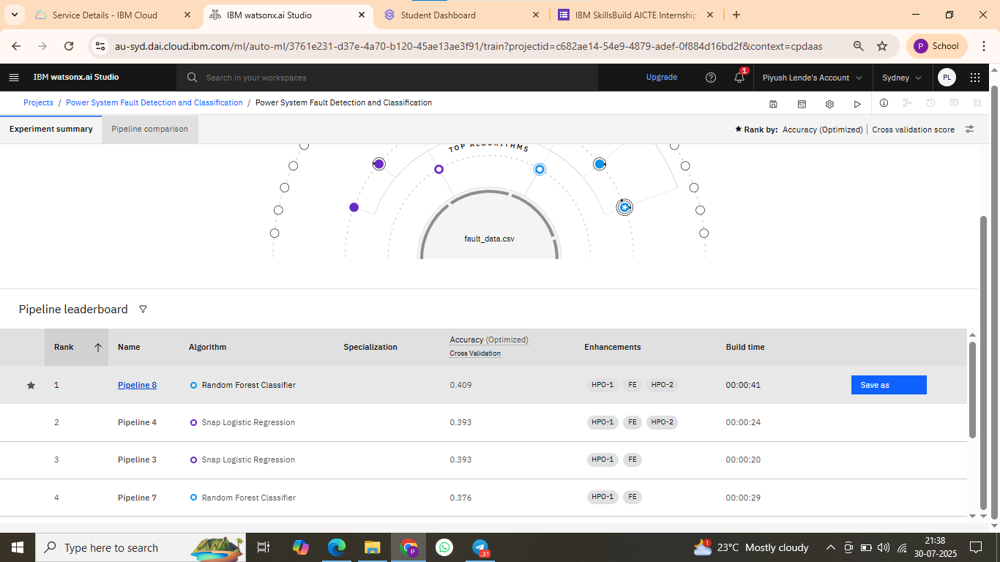 Service Details - IBM Cloud
IBM watsonx.ai Studio
Student Dashboard
IBM SkillsBuild AICTE Internship
au-syd.dai.cloud.ibm.com/ml/auto-ml/3761e231-d37e-4a70-b120-45ae13ae3f91/train?projectid=c682ae14-54e9-4879-adef-0f884d16bd2f&context=cpdaas
P School
IBM watsonx.ai Studio
Search in your workspaces
Upgrade
1
Piyush Lende's Account
Sydney
PL
Projects / Power System Fault Detection and Classification / Power System Fault Detection and Classification
Experiment summary
Pipeline comparison
Rank by: Accuracy (Optimized) | Cross validation score
TOP ALGORITHMS
fault_data.csv
Pipeline leaderboard
Rank Name Algorithm Specialization Accuracy (Optimized) Cross Validation Enhancements Build time
1 Pipeline 8 Random Forest Classifier 0.409 HPO-1 FE HPO-2 00:00:41 Save as
2 Pipeline 4 Snap Logistic Regression 0.393 HPO-1 FE HPO-2 00:00:24
3 Pipeline 3 Snap Logistic Regression 0.393 HPO-1 FE 00:00:20
4 Pipeline 7 Random Forest Classifier 0.376 HPO-1 FE 00:00:29
Type here to search
P
31
1
23°C Mostly cloudy
21:38
30-07-2025